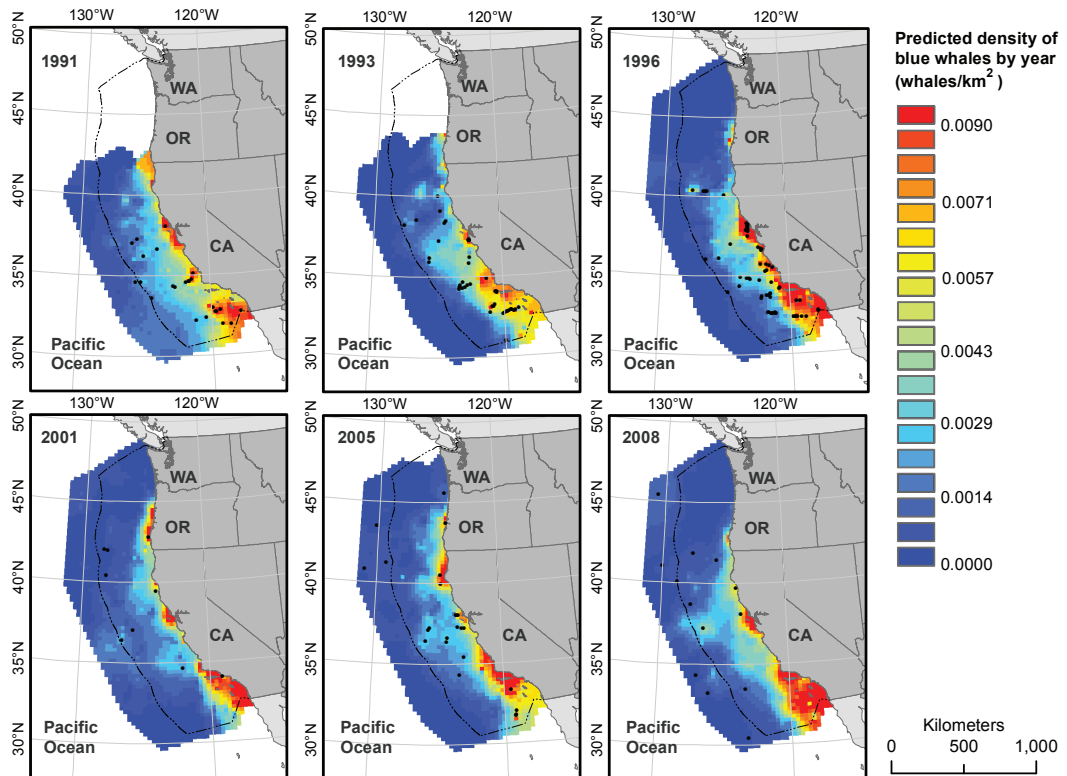 130°W 120°W
130°W 120°W
130°W 120°W
50°N
45°N
40°N
35°N
30°N
1991
WA
OR
CA
Pacific
Ocean
50°N
45°N
40°N
35°N
30°N
1993
WA
OR
CA
Pacific
Ocean
50°N
45°N
40°N
35°N
30°N
1996
WA
OR
CA
Pacific
Ocean
Predicted density of
blue whales by year
(whales/km²)
0.0090
0.0071
0.0057
0.0043
0.0029
0.0014
0.0000
130°W 120°W
130°W 120°W
130°W 120°W
50°N
45°N
40°N
35°N
30°N
2001
WA
OR
CA
Pacific
Ocean
50°N
45°N
40°N
35°N
30°N
2005
WA
OR
CA
Pacific
Ocean
50°N
45°N
40°N
35°N
30°N
2008
WA
OR
CA
Pacific
Ocean
Kilometers
0 500 1,000